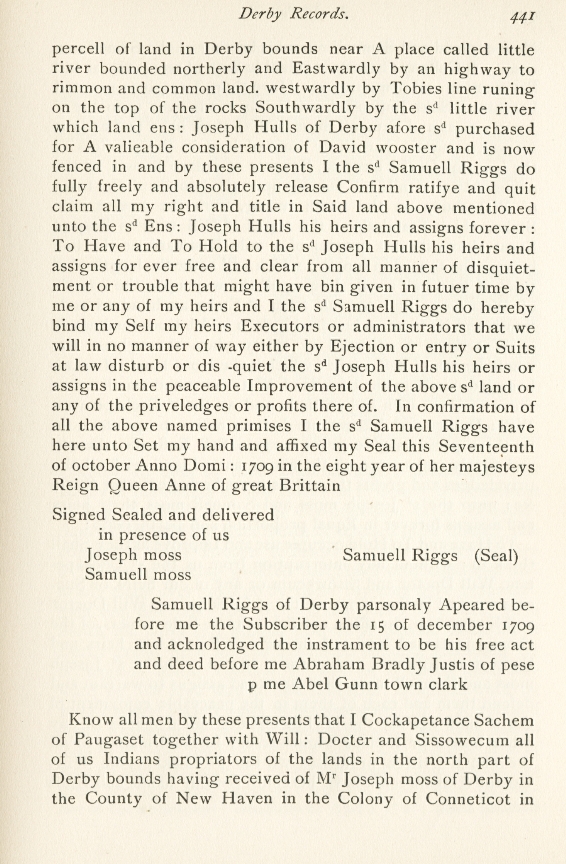 Derby Records. 441
percell of land in Derby bounds near A place called little
river bounded northerly and Eastwardly by an highway to
rimmon and common land. westwardly by Tobies line runing
on the top of the rocks Southwardly by the sᵈ little river
which land ens: Joseph Hulls of Derby afore sᵈ purchased
for A valieable consideration of David wooster and is now
fenced in and by these presents I the sᵈ Samuell Riggs do
fully freely and absolutely release Confirm ratifye and quit
claim all my right and title in Said land above mentioned
unto the sᵈ Ens: Joseph Hulls his heirs and assigns forever:
To Have and To Hold to the sᵈ Joseph Hulls his heirs and
assigns for ever free and clear from all manner of disquiet-
ment or trouble that might have bin given in futuer time by
me or any of my heirs and I the sᵈ Samuell Riggs do hereby
bind my Self my heirs Executors or administrators that we
will in no manner of way either by Ejection or entry or Suits
at law disturb or dis -quiet the sᵈ Joseph Hulls his heirs or
assigns in the peaceable Improvement of the above sᵈ land or
any of the priveledges or profits there of. In confirmation of
all the above named primises I the sᵈ Samuell Riggs have
here unto Set my hand and affixed my Seal this Seventeenth
of october Anno Domi: 1709 in the eight year of her majesteys
Reign Queen Anne of great Brittain
Signed Sealed and delivered
in presence of us
Joseph moss Samuell Riggs (Seal)
Samuell moss
Samuell Riggs of Derby parsonaly Apeared be-
fore me the Subscriber the 15 of december 1709
and acknoledged the instrament to be his free act
and deed before me Abraham Bradly Justis of pese
p me Abel Gunn town clark
Know all men by these presents that I Cockapetance Sachem
of Paugaset together with Will: Docter and Sissowecum all
of us Indians propriators of the lands in the north part of
Derby bounds having received of Mʳ Joseph moss of Derby in
the County of New Haven in the Colony of Conneticot in